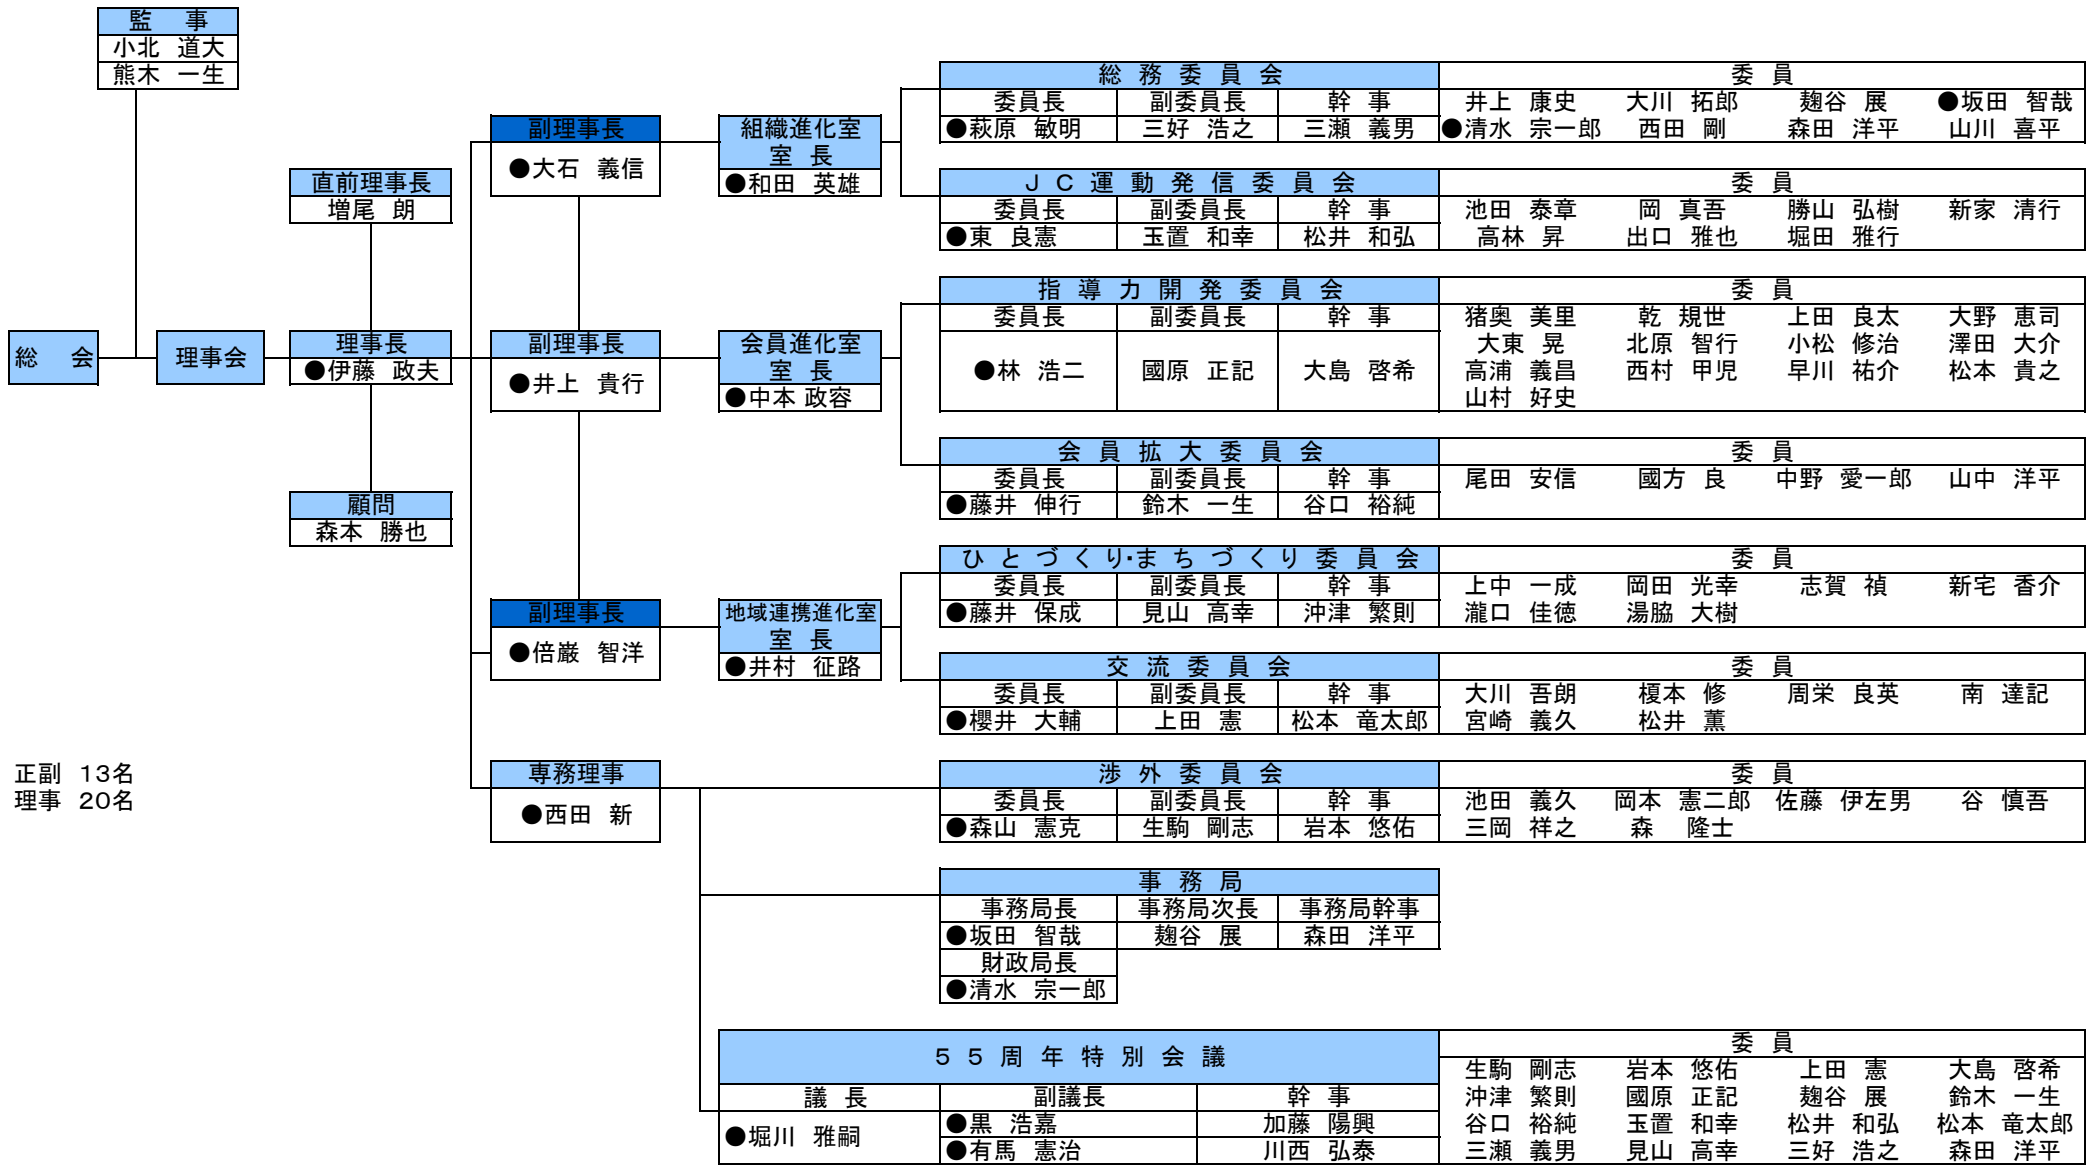 監　事
小北　道大
熊木　一生
総　会
理事会
直前理事長
増尾 朗
理事長
●伊藤　政夫
顧問
森本　勝也
副理事長
●大石　義信
副理事長
●井上　貴行
副理事長
●倍巌　智洋
専務理事
●西田　新
組織進化室
室 長
●和田　英雄
会員進化室
室 長
●中本 政容
地域連携進化室
室 長
●井村　征路
総務委員会　委員
委員長　副委員長　幹事　井上 康史　大川 拓郎　麹谷 展　●坂田 智哉
●萩原 敏明　三好 浩之　三瀬 義男　●清水 宗一郎　西田 剛　森田 洋平　山川 喜平
ＪＣ運動発信委員会　委員
委員長　副委員長　幹事　池田 泰章　岡 真吾　勝山 弘樹　新家 清行
●東 良憲　玉置 和幸　松井 和弘　高林 昇　出口 雅也　堀田 雅行
指導力開発委員会　委員
委員長　副委員長　幹事　猪奥 美里　乾 規世　上田 良太　大野 恵司
大東 晃　北原 智行　小松 修治　澤田 大介
●林 浩二　國原 正記　大島 啓希　高浦 義昌　西村 甲児　早川 祐介　松本 貴之
山村 好史
会員拡大委員会　委員
委員長　副委員長　幹事　尾田 安信　國方 良　中野 愛一郎　山中 洋平
●藤井 伸行　鈴木 一生　谷口 裕純
ひとづくり・まちづくり委員会　委員
委員長　副委員長　幹事　上中 一成　岡田 光幸　志賀 禎　新宅 香介
●藤井 保成　見山 高幸　沖津 繁則　瀧口 佳徳　湯脇 大樹
交流委員会　委員
委員長　副委員長　幹事　大川 吾朗　榎本 修　周栄 良英　南 達記
●櫻井 大輔　上田 憲　松本 竜太郎　宮崎 義久　松井 薫
渉外委員会　委員
委員長　副委員長　幹事　池田 義久　岡本 憲二郎　佐藤 伊左男　谷 慎吾
●森山 憲克　生駒 剛志　岩本 悠佑　三岡 祥之　森 隆士
事務局
事務局長　事務局次長　事務局幹事
●坂田 智哉　麹谷 展　森田 洋平
財政局長
●清水 宗一郎
５５周年特別会議　委員
生駒 剛志　岩本 悠佑　上田 憲　大島 啓希
議長　副議長　幹事　沖津 繁則　國原 正記　麹谷 展　鈴木 一生
●堀川 雅嗣　●黒 浩嘉　加藤 陽興　谷口 裕純　玉置 和幸　松井 和弘　松本 竜太郎
●有馬 憲治　川西 弘泰　三瀬 義男　見山 高幸　三好 浩之　森田 洋平
正副　13名
理事　20名